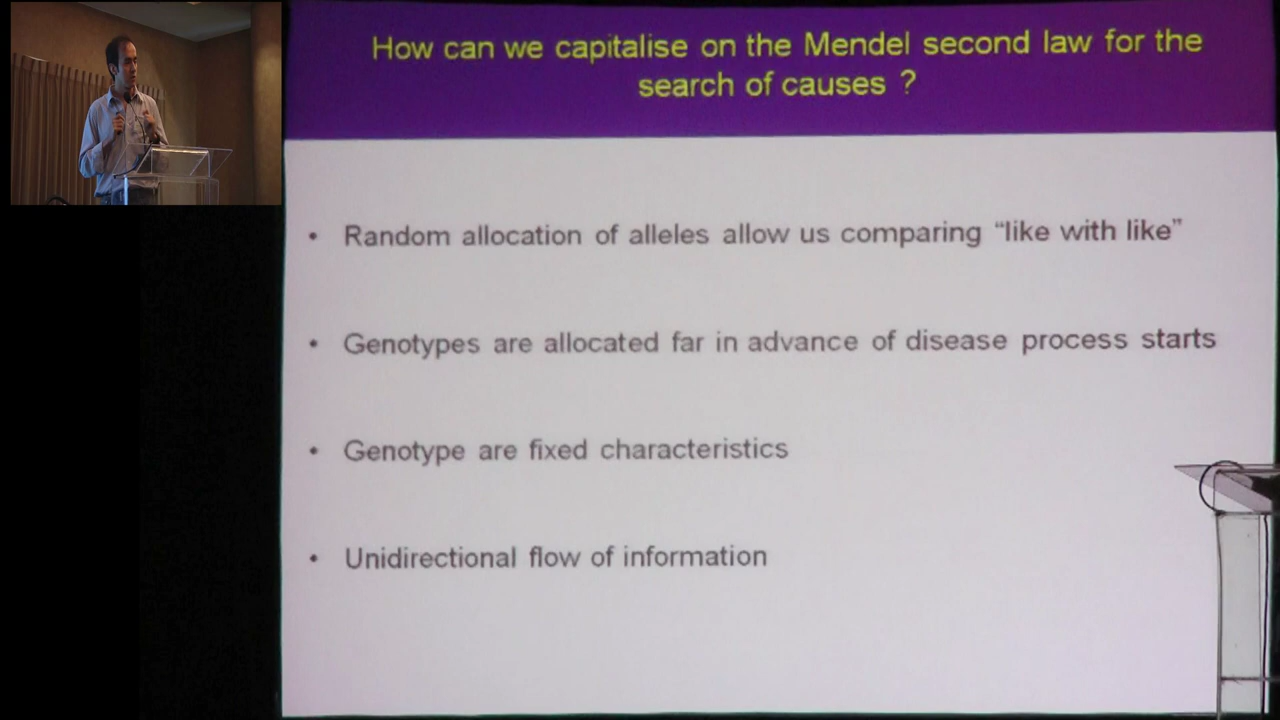 How can we capitalise on the Mendel second law for the
search of causes ?
• Random allocation of alleles allow us comparing “like with like”
• Genotypes are allocated far in advance of disease process starts
• Genotype are fixed characteristics
• Unidirectional flow of information